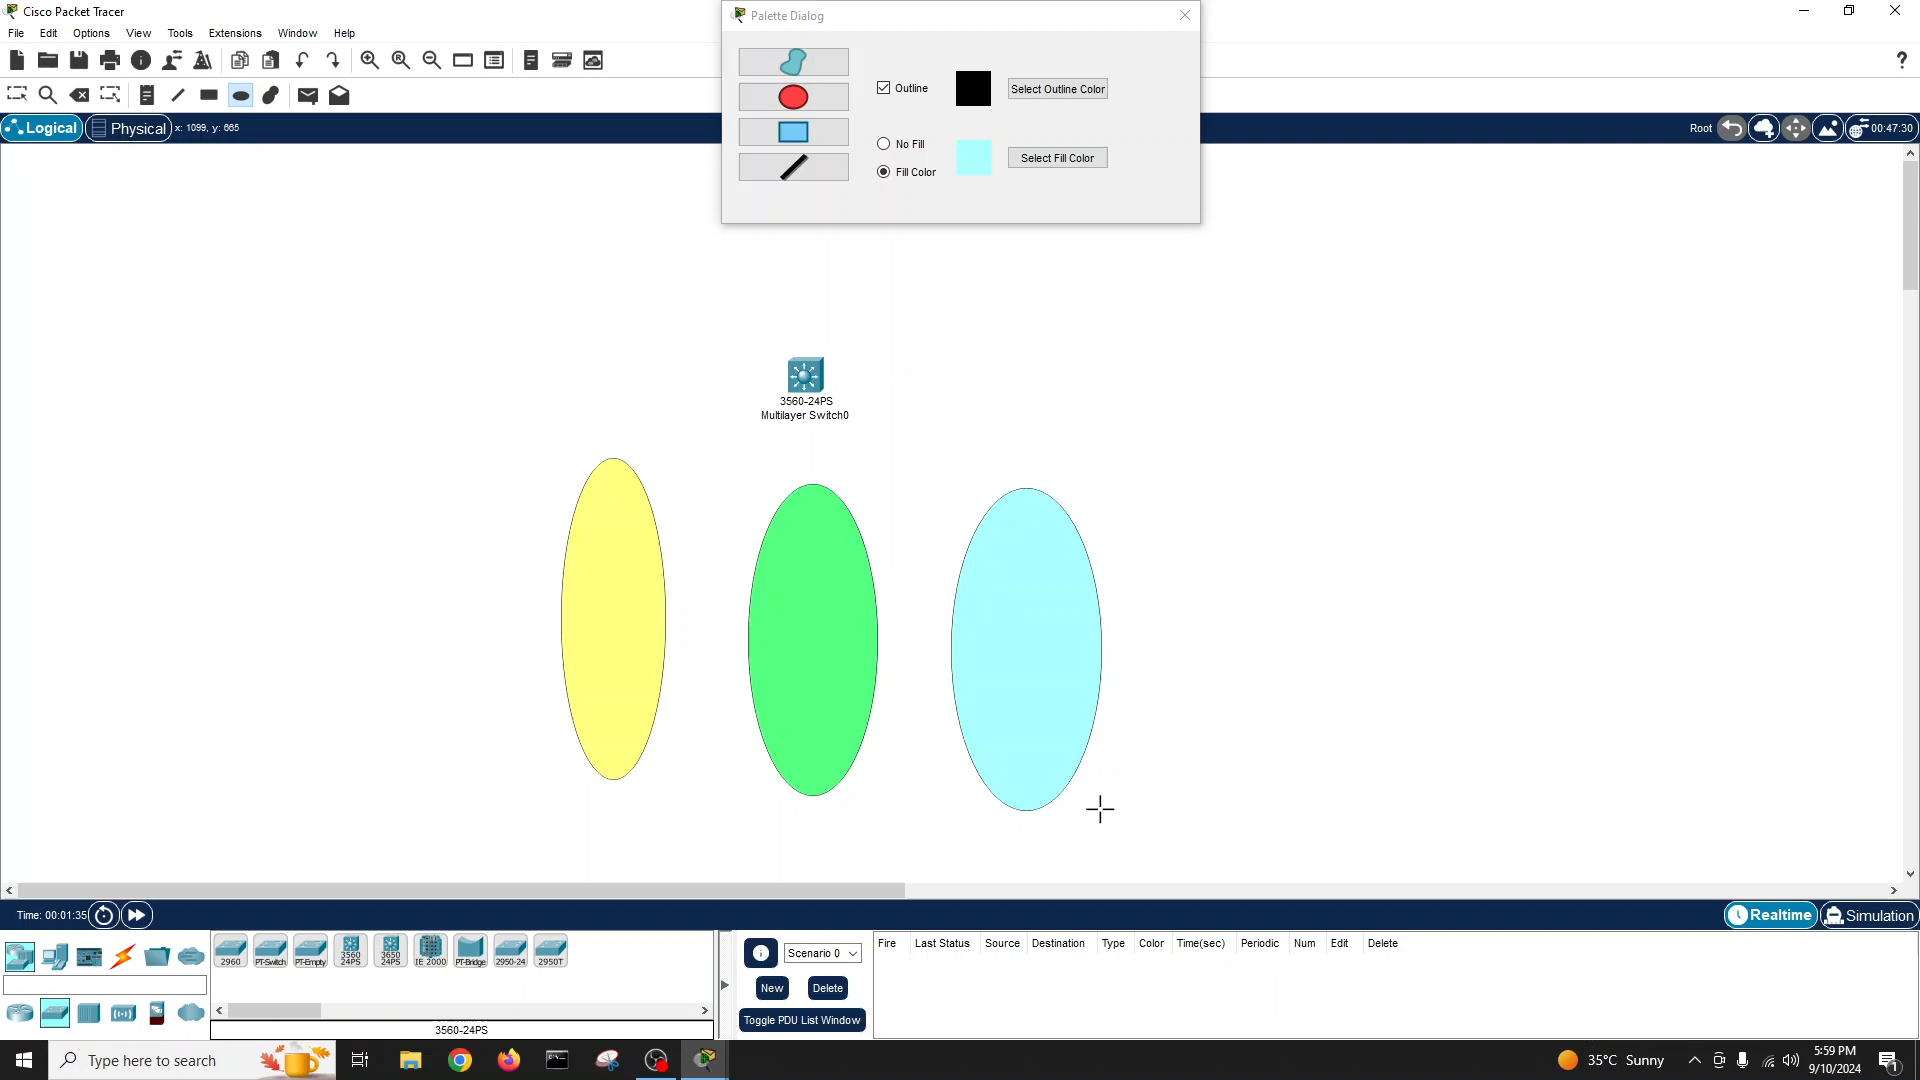 Cisco Packet Tracer
Palette Dialog
File Edit Options View Tools Extensions Window Help
?
Outline
Select Outline Color
No Fill
Fill Color
Select Fill Color
Logical Physical x: 1099, y: 665
Root 00:47:30
3560-24PS
Multilayer Switch0
Time: 00:01:35
Realtime Simulation
2960 PT-Switch PT-Empty 3560 24PS 3650 24PS IE 2000 PT-Bridge 2950-24 2950T
3560-24PS
Scenario 0
New Delete
Toggle PDU List Window
Fire Last Status Source Destination Type Color Time(sec) Periodic Num Edit Delete
Type here to search
35°C Sunny
5:59 PM
9/10/2024
1